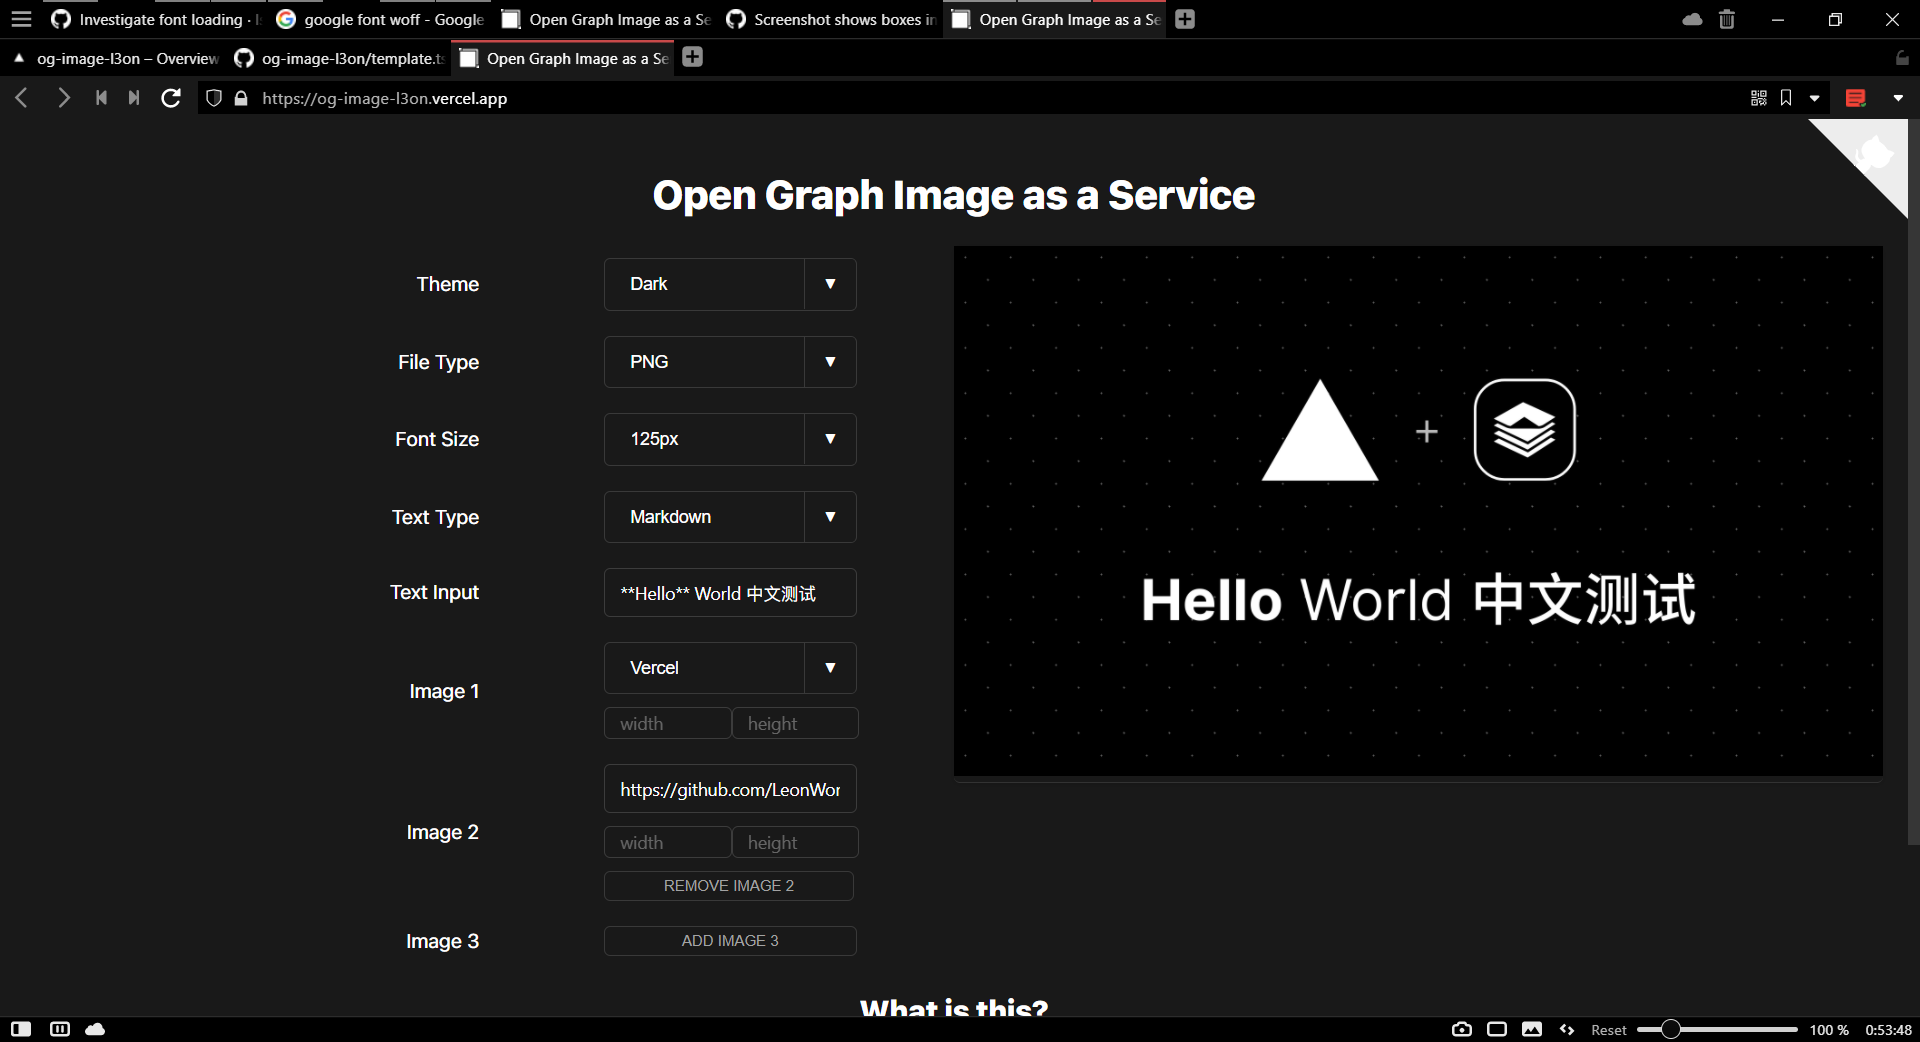 Investigate font loading · Is
google font woff - Google
Open Graph Image as a Se
Screenshot shows boxes in
Open Graph Image as a Se
og-image-l3on – Overview
og-image-l3on/template.ts
Open Graph Image as a Se
https://og-image-l3on.vercel.app
Open Graph Image as a Service
Theme
Dark
File Type
PNG
Font Size
125px
Text Type
Markdown
Text Input
**Hello** World 中文测试
Image 1
Vercel
width
height
Image 2
https://github.com/LeonWor
width
height
REMOVE IMAGE 2
Image 3
ADD IMAGE 3
Hello World 中文测试
What is this?
Reset
100 %
0:53:48